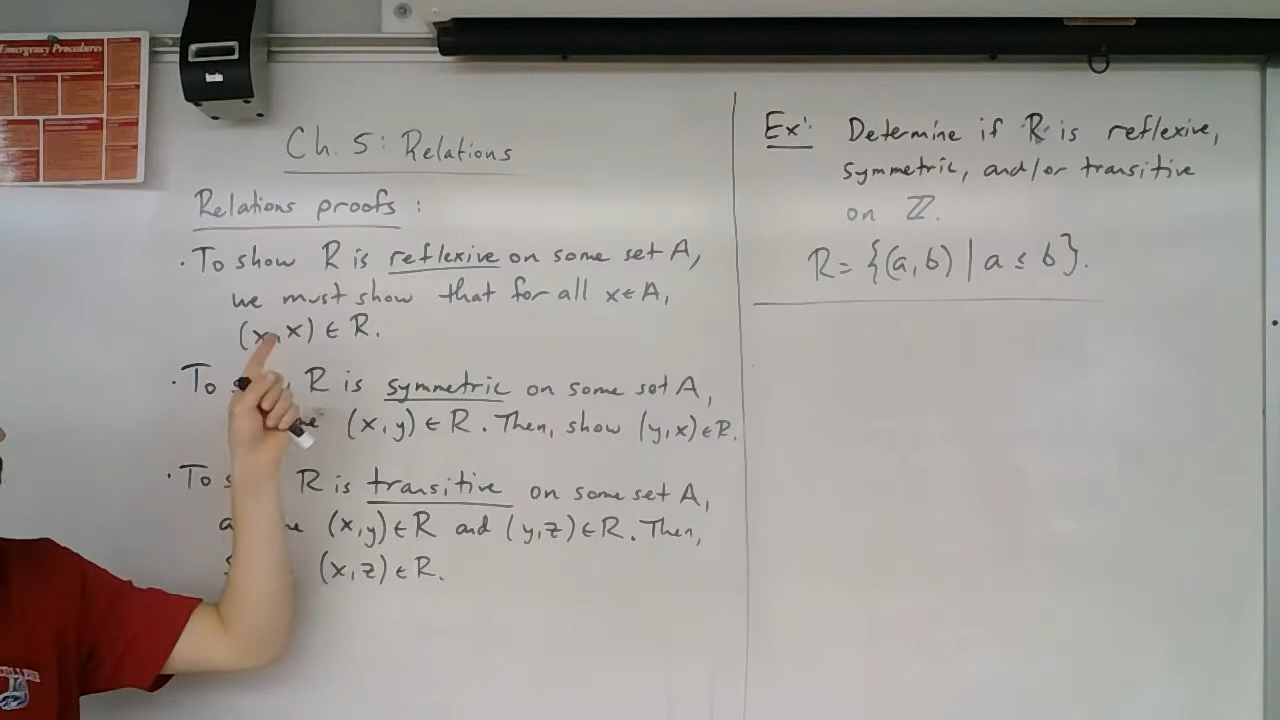 Emergency Procedures
Ch. 5: Relations
Relations proofs:
· To show R is reflexive on some set A,
we must show that for all x ∈ A,
(x, x) ∈ R.
· To R is symmetric on some set A,
(x, y) ∈ R. Then, show (y, x) ∈ R.
· To R is transitive on some set A,
(x, y) ∈ R and (y, z) ∈ R. Then,
(x, z) ∈ R.
Ex: Determine if R is reflexive,
symmetric, and/or transitive
on ℤ.
R = {(a, b) | a ≤ b}.